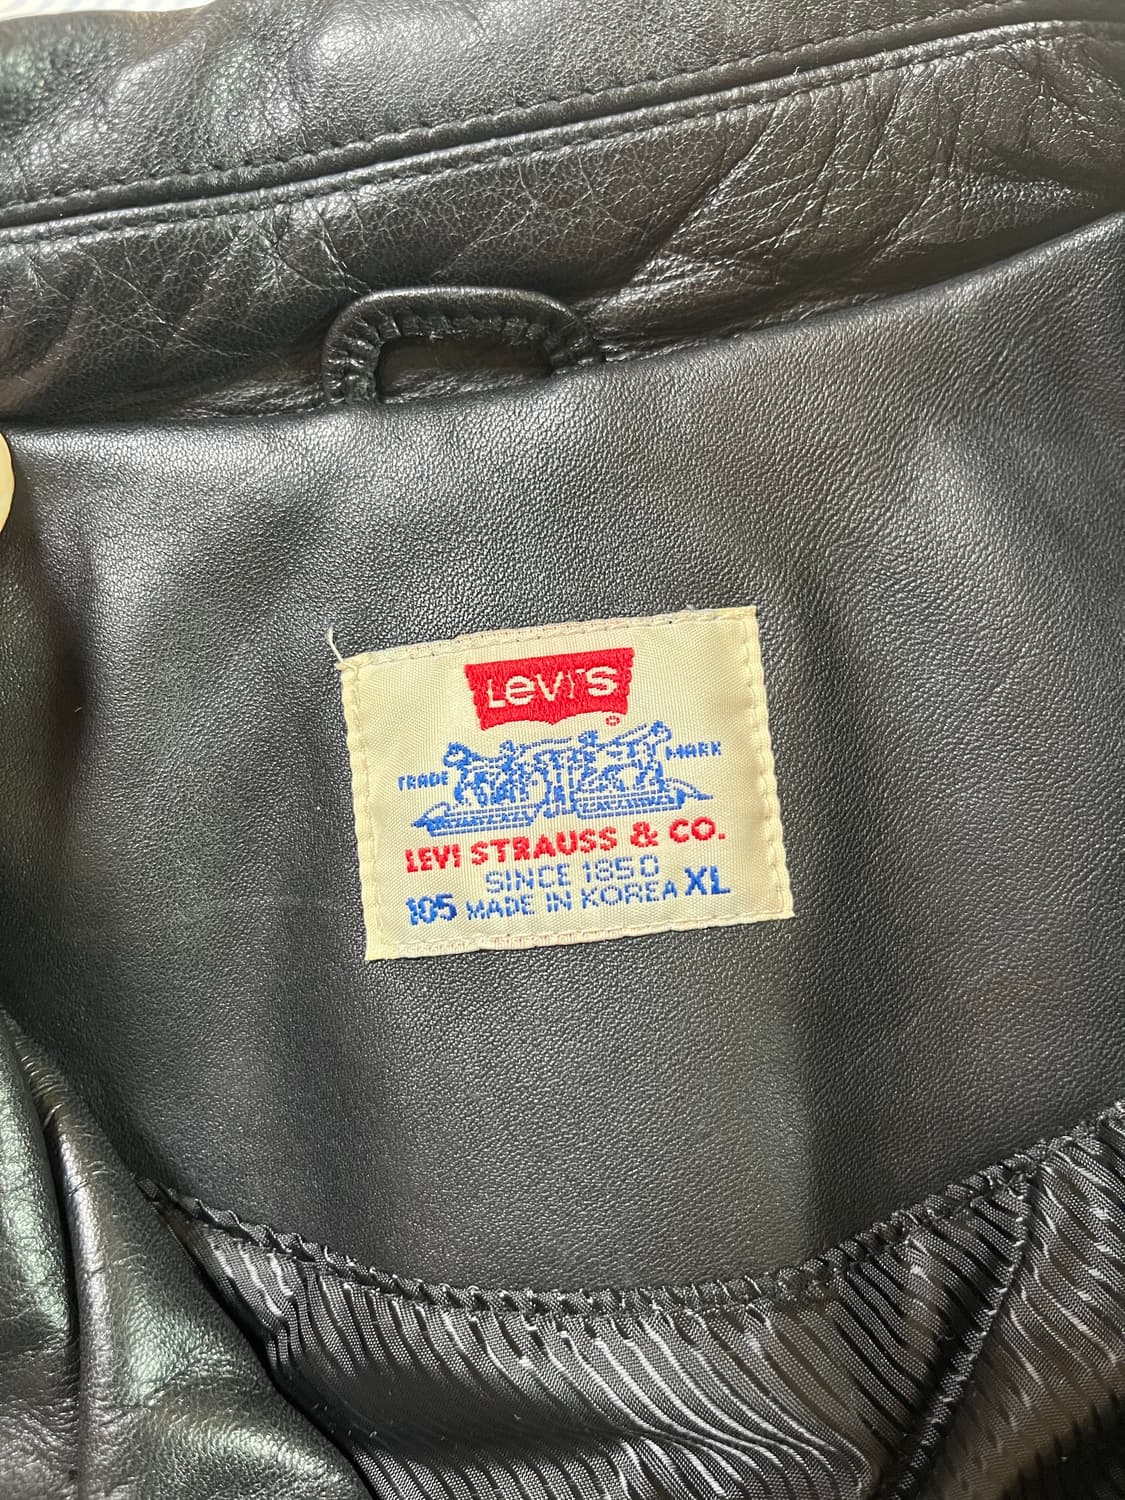 Levi's ®
TRADE MARK
LEVI STRAUSS & CO.
SINCE 1850
105 MADE IN KOREA XL